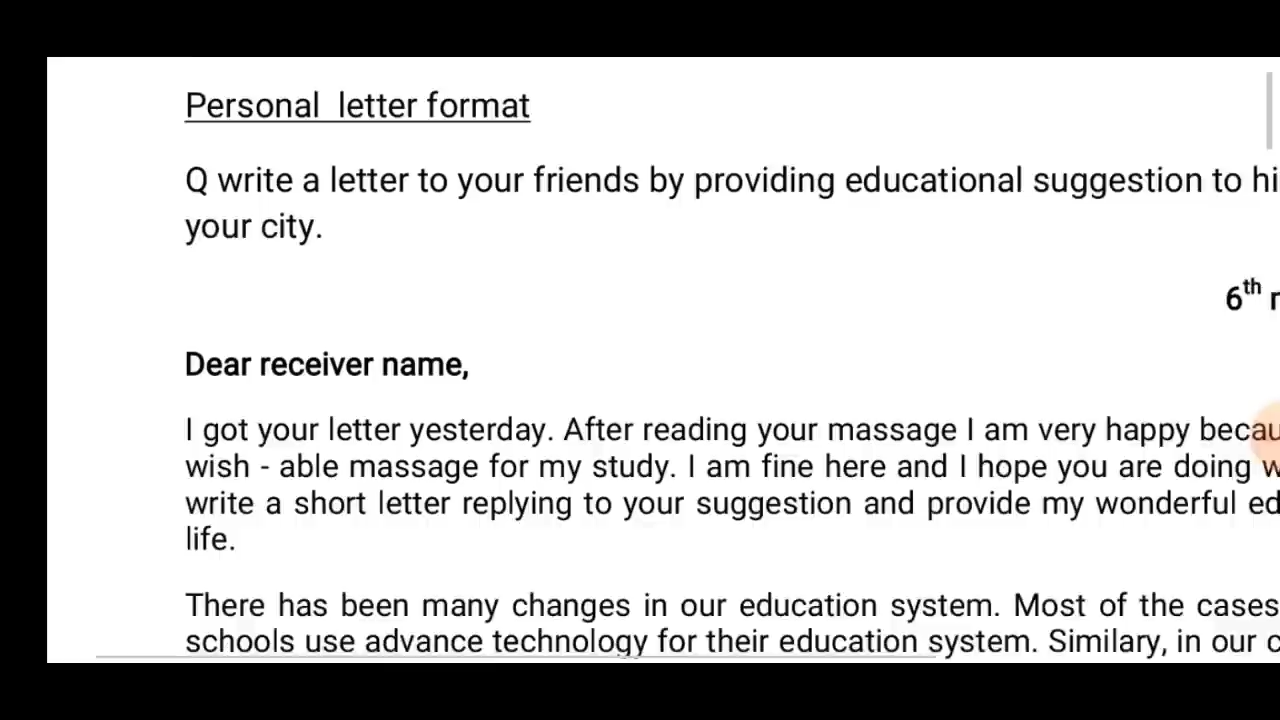 Personal letter format
Q write a letter to your friends by providing educational suggestion to
your city.
6th
Dear receiver name,
I got your letter yesterday. After reading your massage I am very happy
wish - able massage for my study. I am fine here and I hope you are doing
write a short letter replying to your suggestion and provide my wonderful
life.
There has been many changes in our education system. Most of the cases
schools use advance technology for their education system. Similary, in our